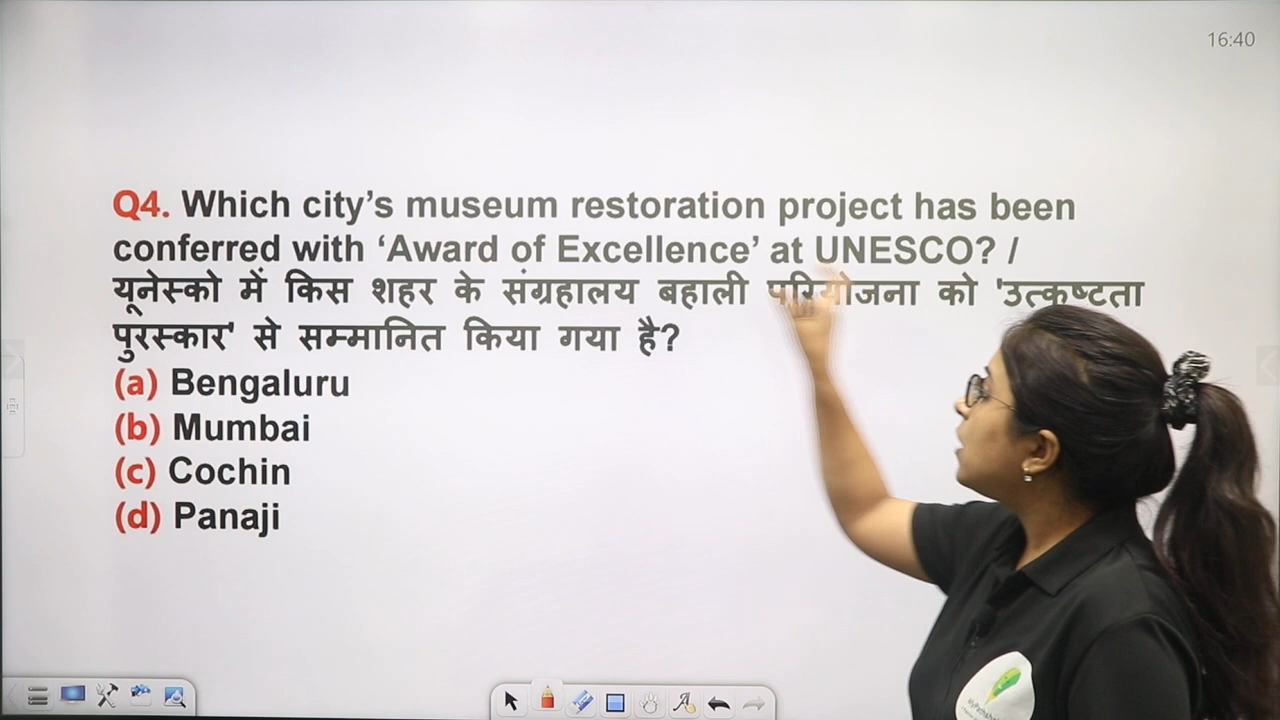 16:40
Q4. Which city’s museum restoration project has been
conferred with ‘Award of Excellence’ at UNESCO? /
यूनेस्को में किस शहर के संग्रहालय बहाली परियोजना को 'उत्कृष्टता
पुरस्कार' से सम्मानित किया गया है?
(a) Bengaluru
(b) Mumbai
(c) Cochin
(d) Panaji